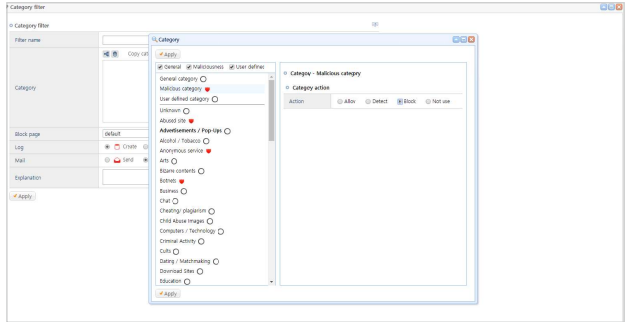 Category filter
Category filter
Filter name
Category
Copy cat
Block page
default
Log
Create
Mail
Send
Explanation
Apply
Category
Apply
General Maliciousness User defines
General category
Malicious category
User defined category
Unknown
Abused site
Advertisements / Pop-Ups
Alcohol / Tobacco
Anonymous service
Arts
Bizarre contents
Botnets
Business
Chat
Cheating/ plagiarism
Child Abuse Images
Computers / Technology
Criminal Activity
Cults
Dating / Matchmaking
Download Sites
Education
Apply
Categoy - Malicious categry
Category action
Action
Allow Detect Block Not use